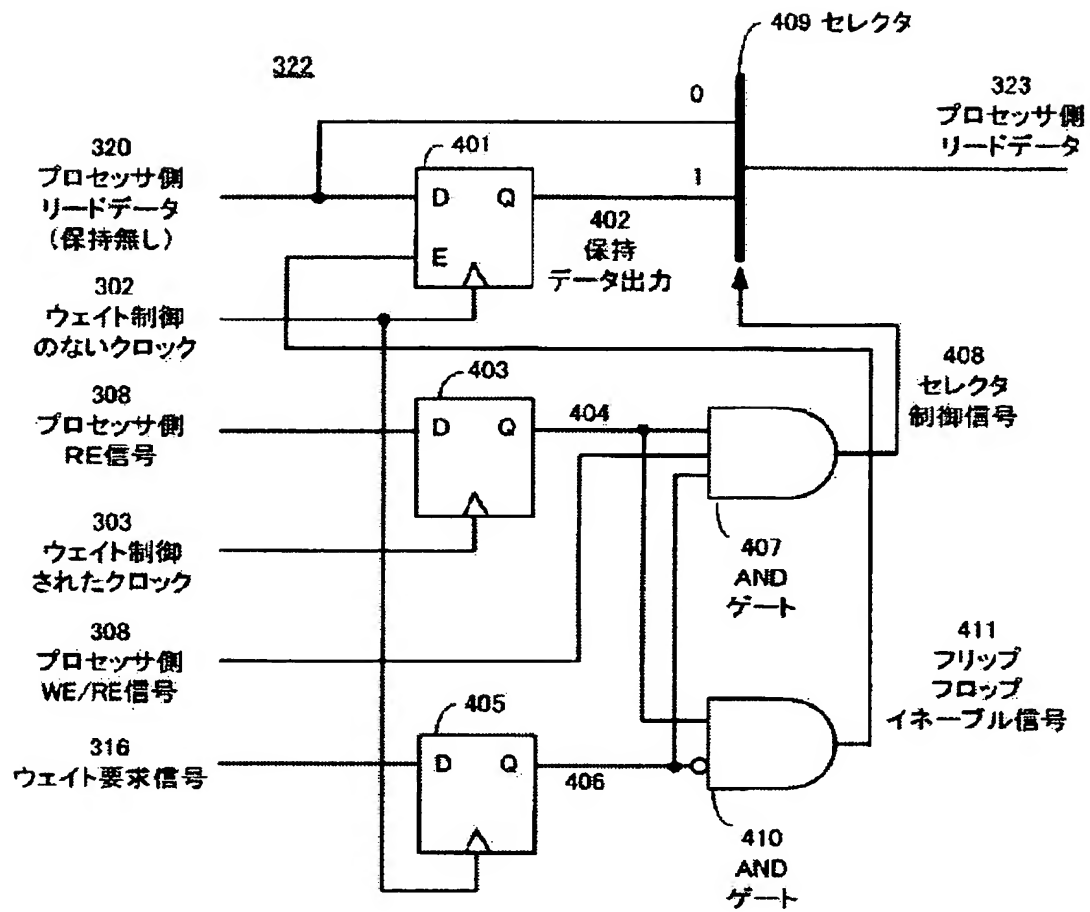 322
409 セレクタ
0
323
プロセッサ側
リードデータ
320
プロセッサ側
リードデータ
(保持無し)
401
D Q
E
1
402
保持
データ出力
302
ウェイト制御
のないクロック
408
セレクタ
制御信号
308
プロセッサ側
RE信号
403
D Q
404
303
ウェイト制御
されたクロック
407
AND
ゲート
308
プロセッサ側
WE/RE信号
411
フリップ
フロップ
イネーブル信号
316
ウェイト要求信号
405
D Q
406
410
AND
ゲート